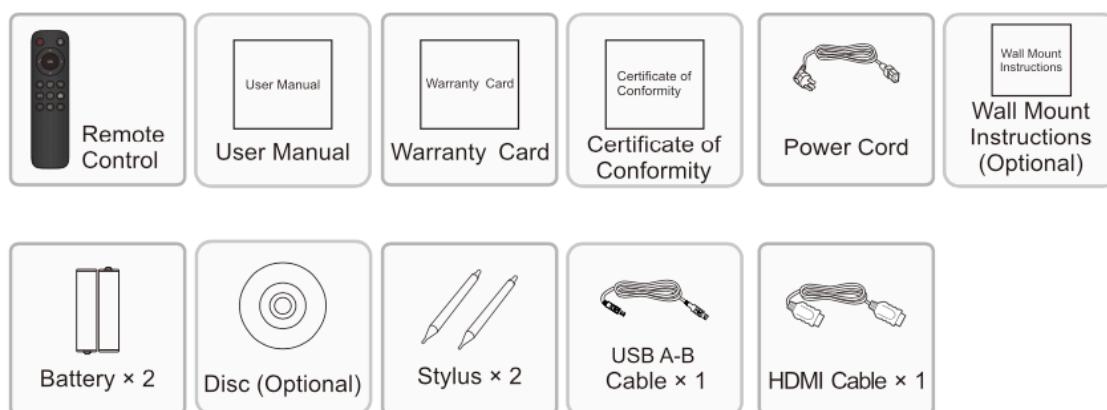 Remote
Control
User Manual
User Manual
Warranty Card
Warranty Card
Certificate of
Conformity
Certificate of
Conformity
Power Cord
Wall Mount
Instructions
Wall Mount
Instructions
(Optional)
Battery × 2
Disc (Optional)
Stylus × 2
USB A-B
Cable × 1
HDMI Cable × 1